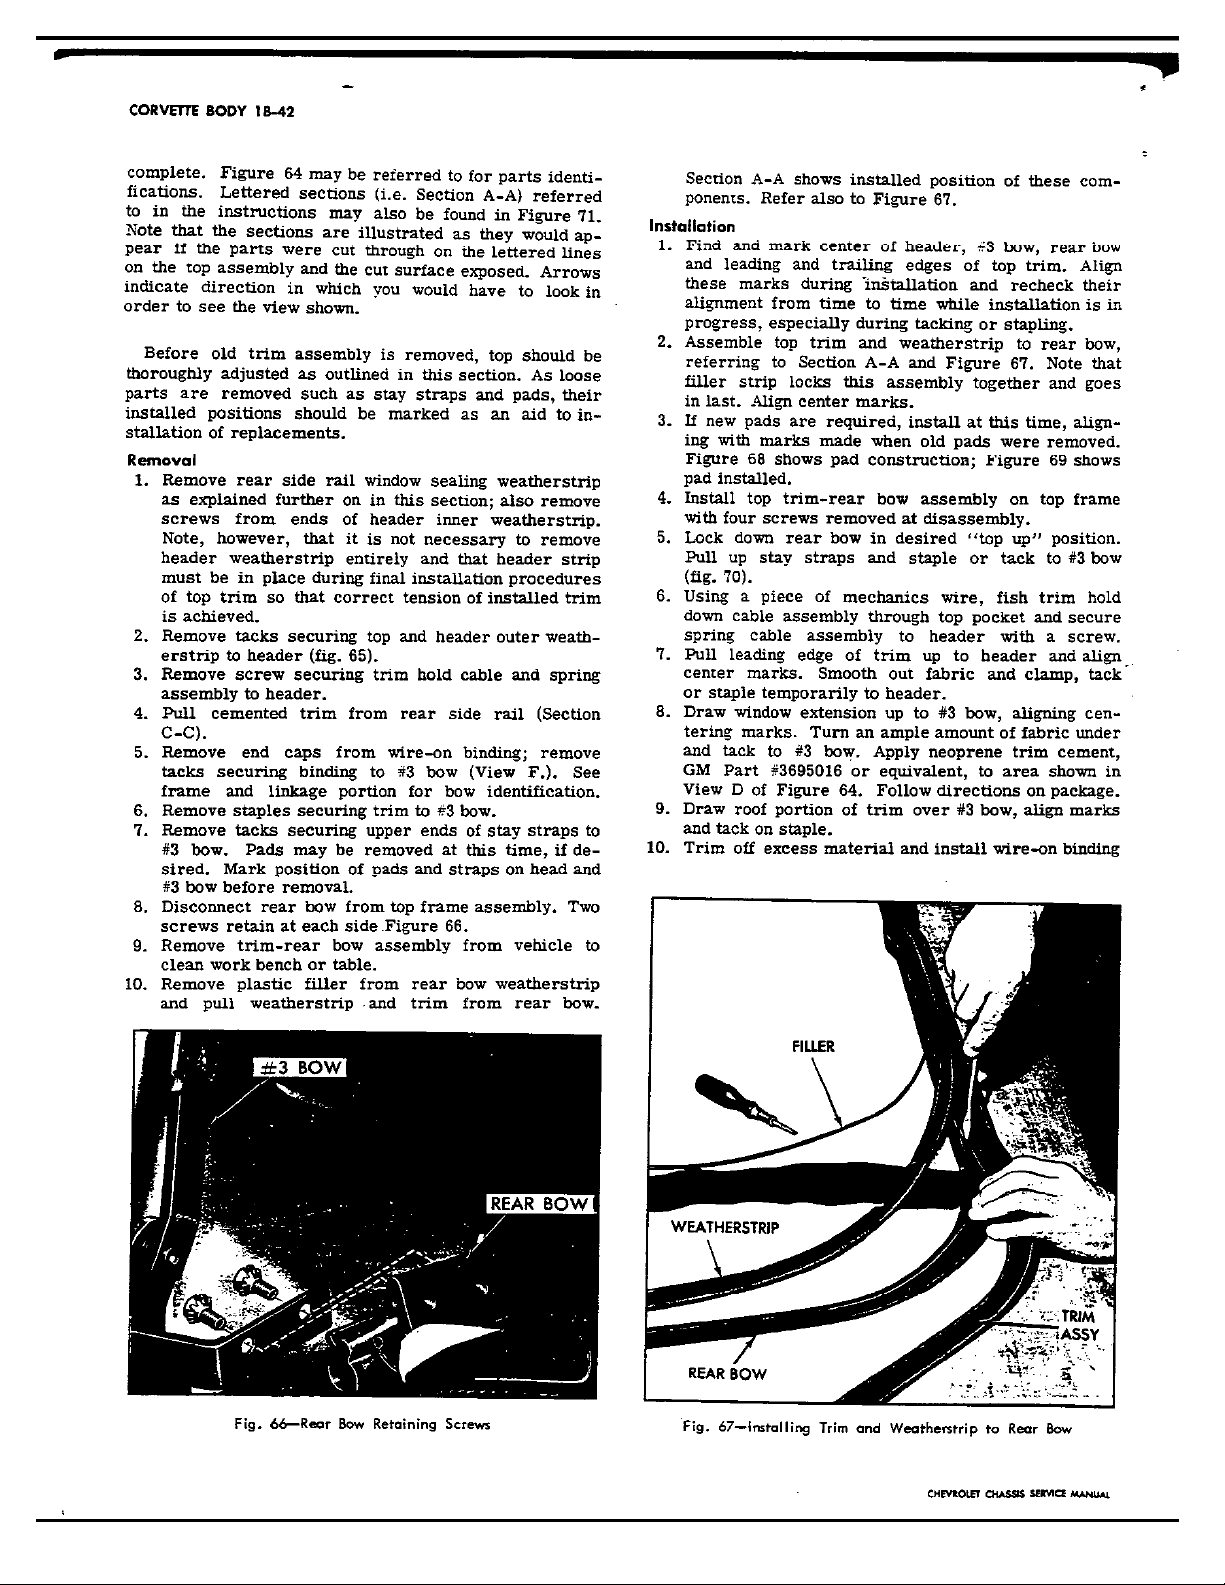 CORVETTE BODY 1B-42
complete. Figure 64 may be referred to for parts identi-
fications. Lettered sections (i.e. Section A-A) referred
to in the instructions may also be found in Figure 71.
Note that the sections are illustrated as they would ap-
pear if the parts were cut through on the lettered lines
on the top assembly and the cut surface exposed. Arrows
indicate direction in which you would have to look in
order to see the view shown.
Before old trim assembly is removed, top should be
thoroughly adjusted as outlined in this section. As loose
parts are removed such as stay straps and pads, their
installed positions should be marked as an aid to in-
stallation of replacements.
Removal
1. Remove rear side rail window sealing weatherstrip
as explained further on in this section; also remove
screws from ends of header inner weatherstrip.
Note, however, that it is not necessary to remove
header weatherstrip entirely and that header strip
must be in place during final installation procedures
of top trim so that correct tension of installed trim
is achieved.
2. Remove tacks securing top and header outer weath-
erstrip to header (fig. 65).
3. Remove screw securing trim hold cable and spring
assembly to header.
4. Pull cemented trim from rear side rail (Section
C-C).
5. Remove end caps from wire-on binding; remove
tacks securing binding to #3 bow (View F.). See
frame and linkage portion for bow identification.
6. Remove staples securing trim to #3 bow.
7. Remove tacks securing upper ends of stay straps to
#3 bow. Pads may be removed at this time, if de-
sired. Mark position of pads and straps on head and
#3 bow before removal.
8. Disconnect rear bow from top frame assembly. Two
screws retain at each side Figure 66.
9. Remove trim-rear bow assembly from vehicle to
clean work bench or table.
10. Remove plastic filler from rear bow weatherstrip
and pull weatherstrip and trim from rear bow.
#3 BOW
REAR BOW
Fig. 66—Rear Bow Retaining Screws
Section A-A shows installed position of these com-
ponents. Refer also to Figure 67.
Installation
1. Find and mark center of header, #3 bow, rear bow
and leading and trailing edges of top trim. Align
these marks during installation and recheck their
alignment from time to time while installation is in
progress, especially during tacking or stapling.
2. Assemble top trim and weatherstrip to rear bow,
referring to Section A-A and Figure 67. Note that
filler strip locks this assembly together and goes
in last. Align center marks.
3. If new pads are required, install at this time, align-
ing with marks made when old pads were removed.
Figure 68 shows pad construction; Figure 69 shows
pad installed.
4. Install top trim-rear bow assembly on top frame
with four screws removed at disassembly.
5. Lock down rear bow in desired "top up" position.
Pull up stay straps and staple or tack to #3 bow
(fig. 70).
6. Using a piece of mechanics wire, fish trim hold
down cable assembly through top pocket and secure
spring cable assembly to header with a screw.
7. Pull leading edge of trim up to header and align
center marks. Smooth out fabric and clamp, tack
or staple temporarily to header.
8. Draw window extension up to #3 bow, aligning cen-
tering marks. Turn an ample amount of fabric under
and tack to #3 bow. Apply neoprene trim cement,
GM Part #3695016 or equivalent, to area shown in
View D of Figure 64. Follow directions on package.
9. Draw roof portion of trim over #3 bow, align marks
and tack on staple.
10. Trim off excess material and install wire-on binding
FILLER
WEATHERSTRIP
TRIM
ASSY
REAR BOW
Fig. 67—installing Trim and Weatherstrip to Rear Bow
CHEVROLET CHASSIS SERVICE MANUAL